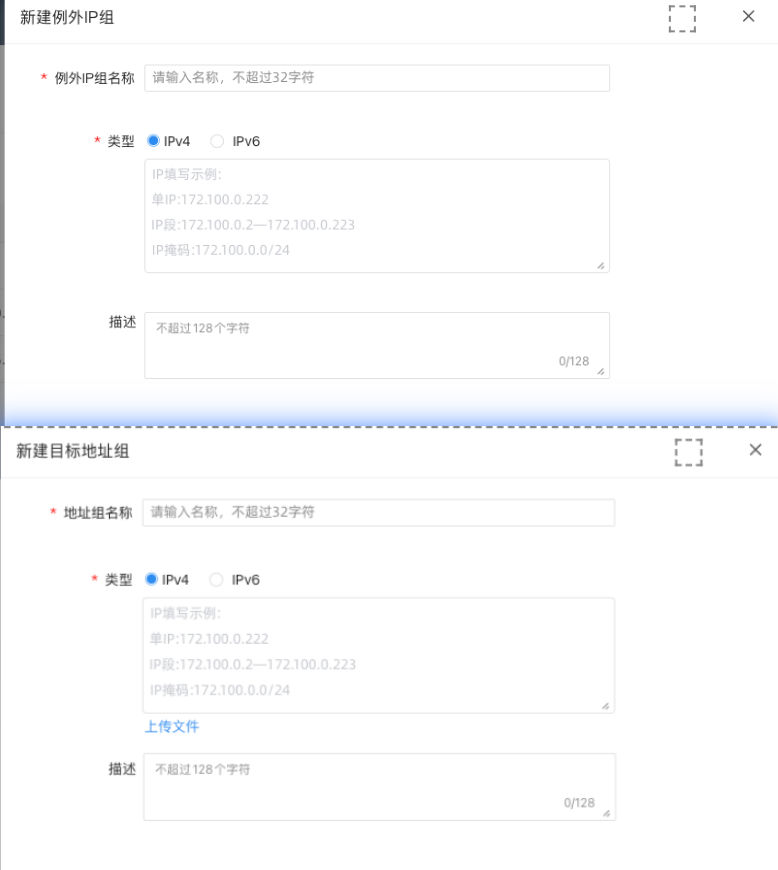 新建例外IP组
* 例外IP组名称 请输入名称，不超过32字符
* 类型 IPv4 IPv6
IP填写示例：
单IP:172.100.0.222
IP段:172.100.0.2—172.100.0.223
IP掩码:172.100.0.0/24
描述 不超过128个字符
0/128
新建目标地址组
* 地址组名称 请输入名称，不超过32字符
* 类型 IPv4 IPv6
IP填写示例：
单IP:172.100.0.222
IP段:172.100.0.2—172.100.0.223
IP掩码:172.100.0.0/24
上传文件
描述 不超过128个字符
0/128